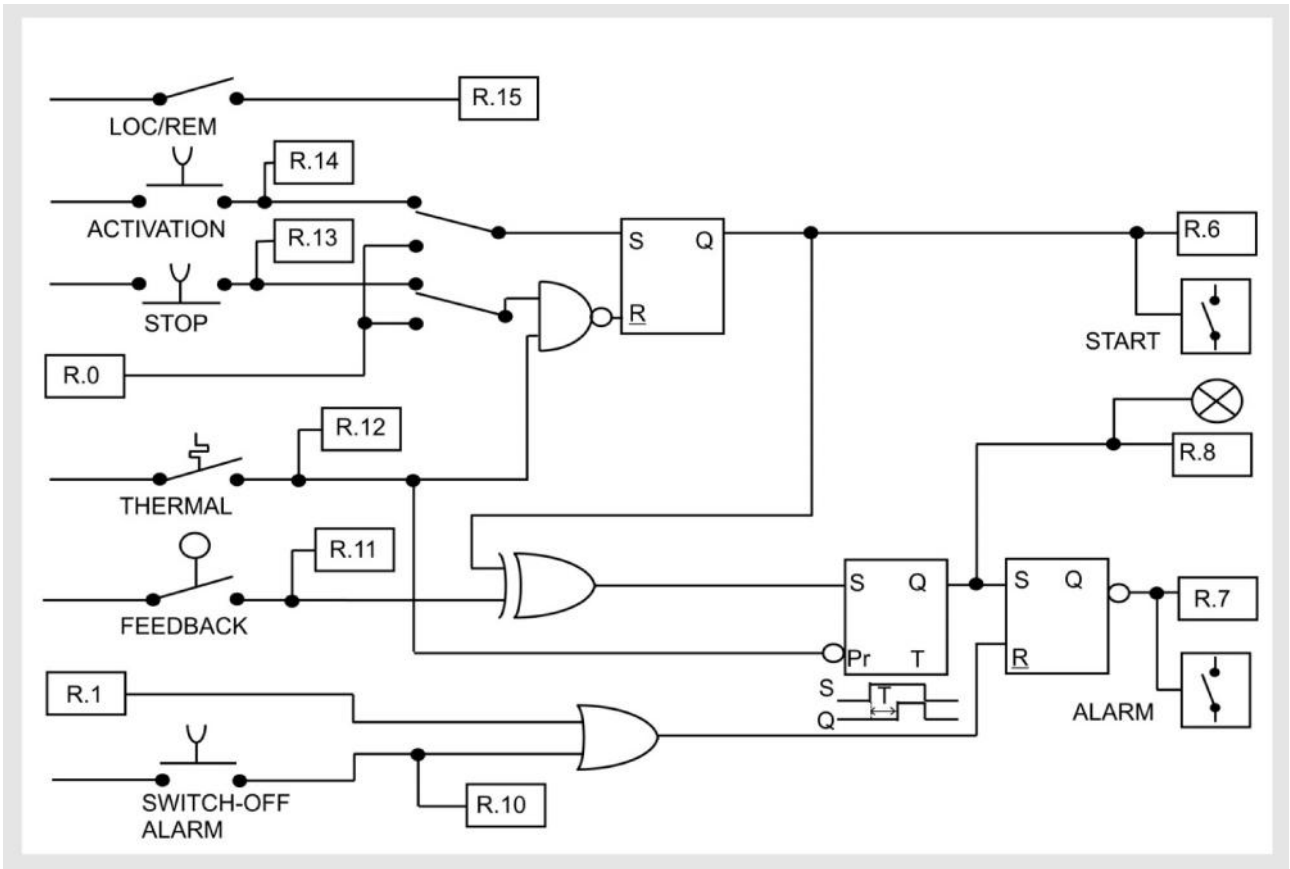 R.15
LOC/REM
R.14
ACTIVATION
R.13
STOP
R.0
S Q
R
R.6
START
R.12
THERMAL
R.11
FEEDBACK
R.8
S Q
Pr T
S Q
R
R.7
ALARM
S
T
Q
R.1
SWITCH-OFF
ALARM
R.10